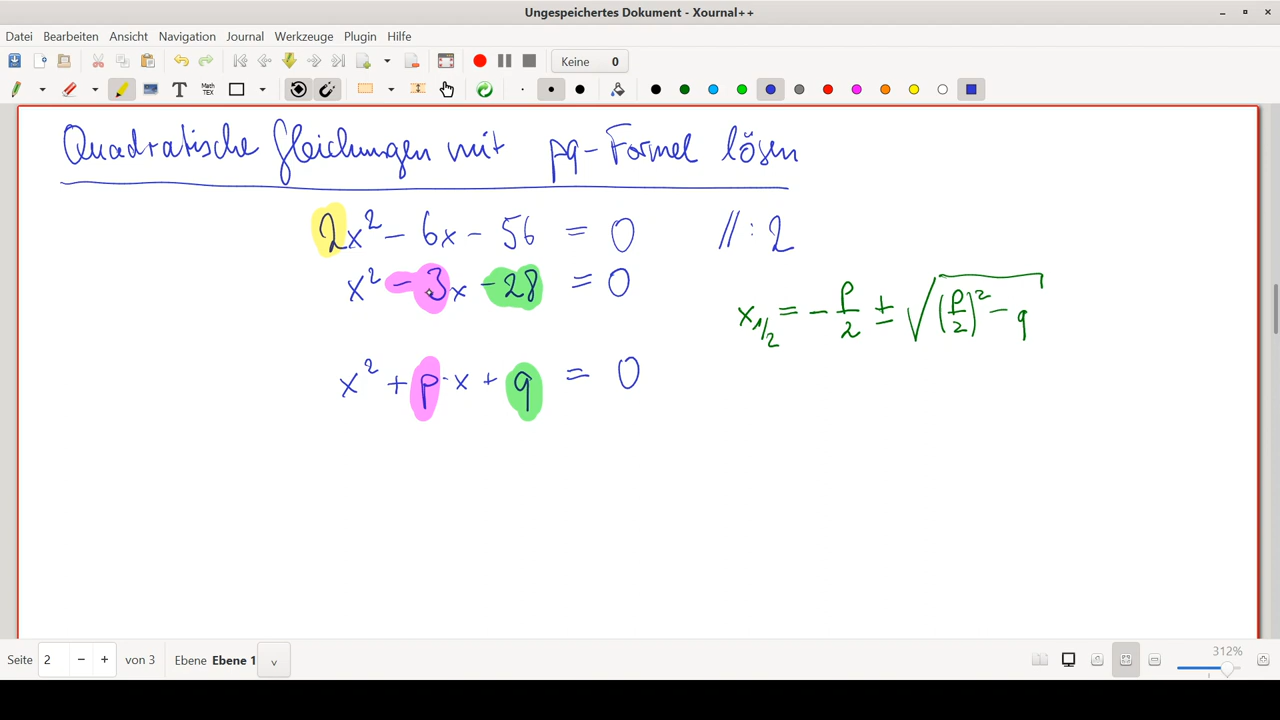 Ungespeichertes Dokument - Xournal++
Datei Bearbeiten Ansicht Navigation Journal Werkzeuge Plugin Hilfe
Keine 0
T Math TEX
Quadratische Gleichungen mit pq-Formel lösen
2x² - 6x - 56 = 0 // : 2
x² - 3x - 28 = 0
x₁/₂ = - p/2 ± √((p/2)² - q)
x² + p·x + q = 0
Seite 2 - + von 3 Ebene Ebene 1 312%